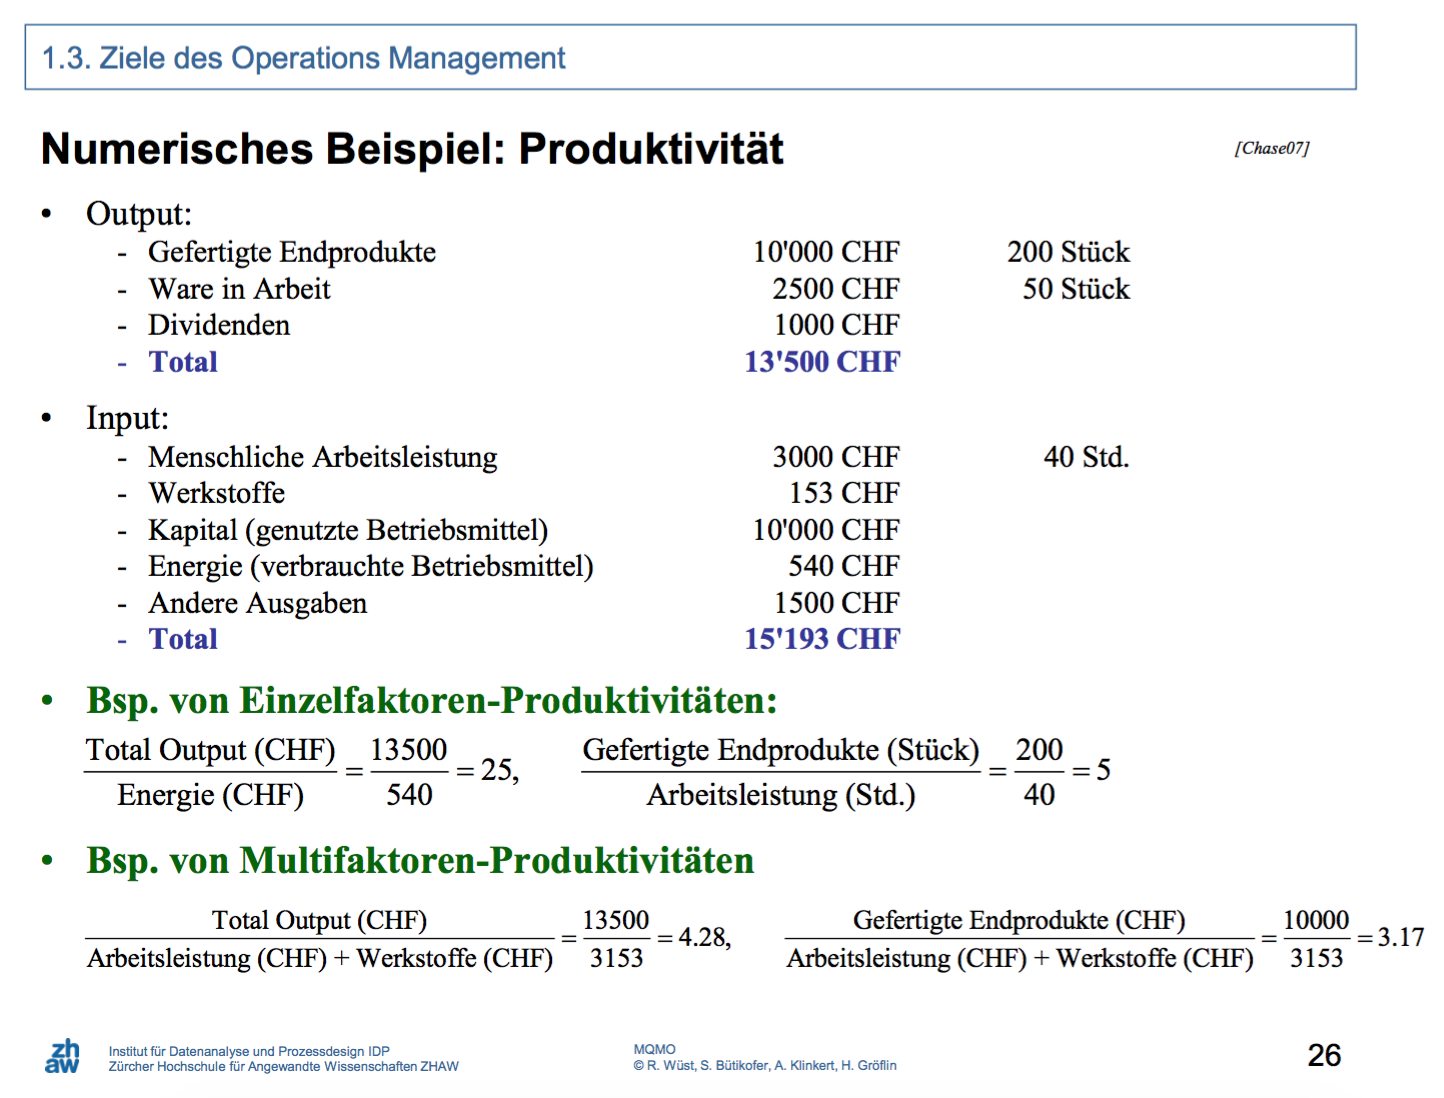 1.3. Ziele des Operations Management
Numerisches Beispiel: Produktivität [Chase07]
• Output:
- Gefertigte Endprodukte 10'000 CHF 200 Stück
- Ware in Arbeit 2500 CHF 50 Stück
- Dividenden 1000 CHF
- Total 13'500 CHF
• Input:
- Menschliche Arbeitsleistung 3000 CHF 40 Std.
- Werkstoffe 153 CHF
- Kapital (genutzte Betriebsmittel) 10'000 CHF
- Energie (verbrauchte Betriebsmittel) 540 CHF
- Andere Ausgaben 1500 CHF
- Total 15'193 CHF
• Bsp. von Einzelfaktoren-Produktivitäten:
Total Output (CHF) / Energie (CHF) = 13500 / 540 = 25, Gefertigte Endprodukte (Stück) / Arbeitsleistung (Std.) = 200 / 40 = 5
• Bsp. von Multifaktoren-Produktivitäten
Total Output (CHF) / Arbeitsleistung (CHF) + Werkstoffe (CHF) = 13500 / 3153 = 4.28, Gefertigte Endprodukte (CHF) / Arbeitsleistung (CHF) + Werkstoffe (CHF) = 10000 / 3153 = 3.17
zhaw
Institut für Datenanalyse und Prozessdesign IDP
Zürcher Hochschule für Angewandte Wissenschaften ZHAW
MQMO
© R. Wüst, S. Bütikofer, A. Klinkert, H. Gröflin
26